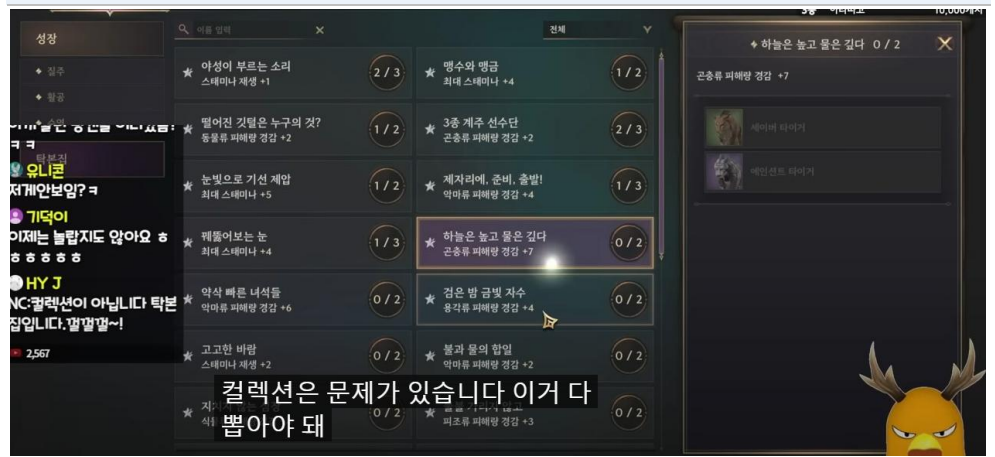 3종
10,000캐시
성장
이름 입력
전체
하늘은 높고 물은 깊다 0 / 2
질주
활공
수영
탁본집
야성이 부르는 소리
스태미나 재생 +1
2 / 3
맹수와 맹금
최대 스태미나 +4
1 / 2
곤충류 피해량 경감 +7
떨어진 깃털은 누구의 것?
동물류 피해량 경감 +2
1 / 2
3종 계주 선수단
곤충류 피해량 경감 +2
2 / 3
세이버 타이거
에인션트 타이거
눈빛으로 기선 제압
최대 스태미나 +5
1 / 2
제자리에, 준비, 출발!
악마류 피해량 경감 +4
1 / 3
꿰뚫어보는 눈
최대 스태미나 +4
1 / 3
하늘은 높고 물은 깊다
곤충류 피해량 경감 +7
0 / 2
약삭 빠른 녀석들
악마류 피해량 경감 +6
0 / 2
검은 밤 금빛 자수
용각류 피해량 경감 +4
0 / 2
고고한 바람
스태미나 재생 +2
0 / 2
불과 물의 합일
악마류 피해량 경감 +2
0 / 2
0 / 2
피조류 피해량 경감 +3
0 / 2
ㅋㅋ
유니콘
저게안보임?ㅋ
기덕이
이제는 놀랍지도 않아요 ㅎ
ㅎㅎㅎㅎㅎ
HY J
NC:컬렉션이 아닙니다 탁본
집입니다.껄껄껄~!
2,567
컬렉션은 문제가 있습니다 이거 다
뽑아야 돼